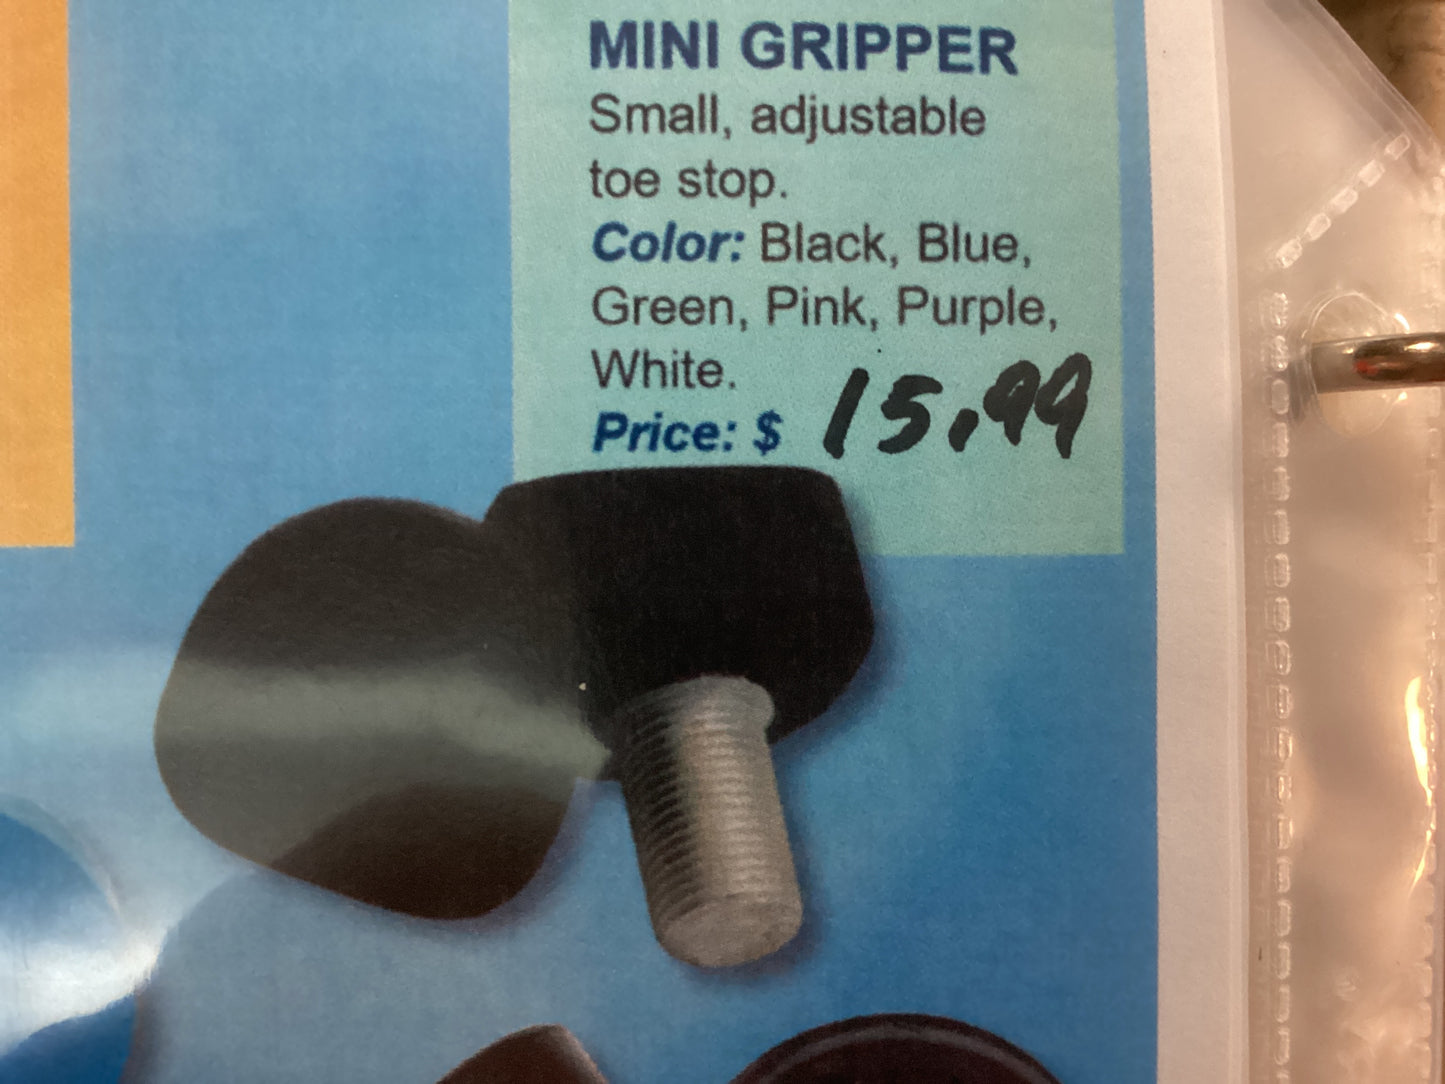 MINI GRIPPER
Small, adjustable
toe stop.
Color: Black, Blue,
Green, Pink, Purple,
White.
Price: $ 15.99